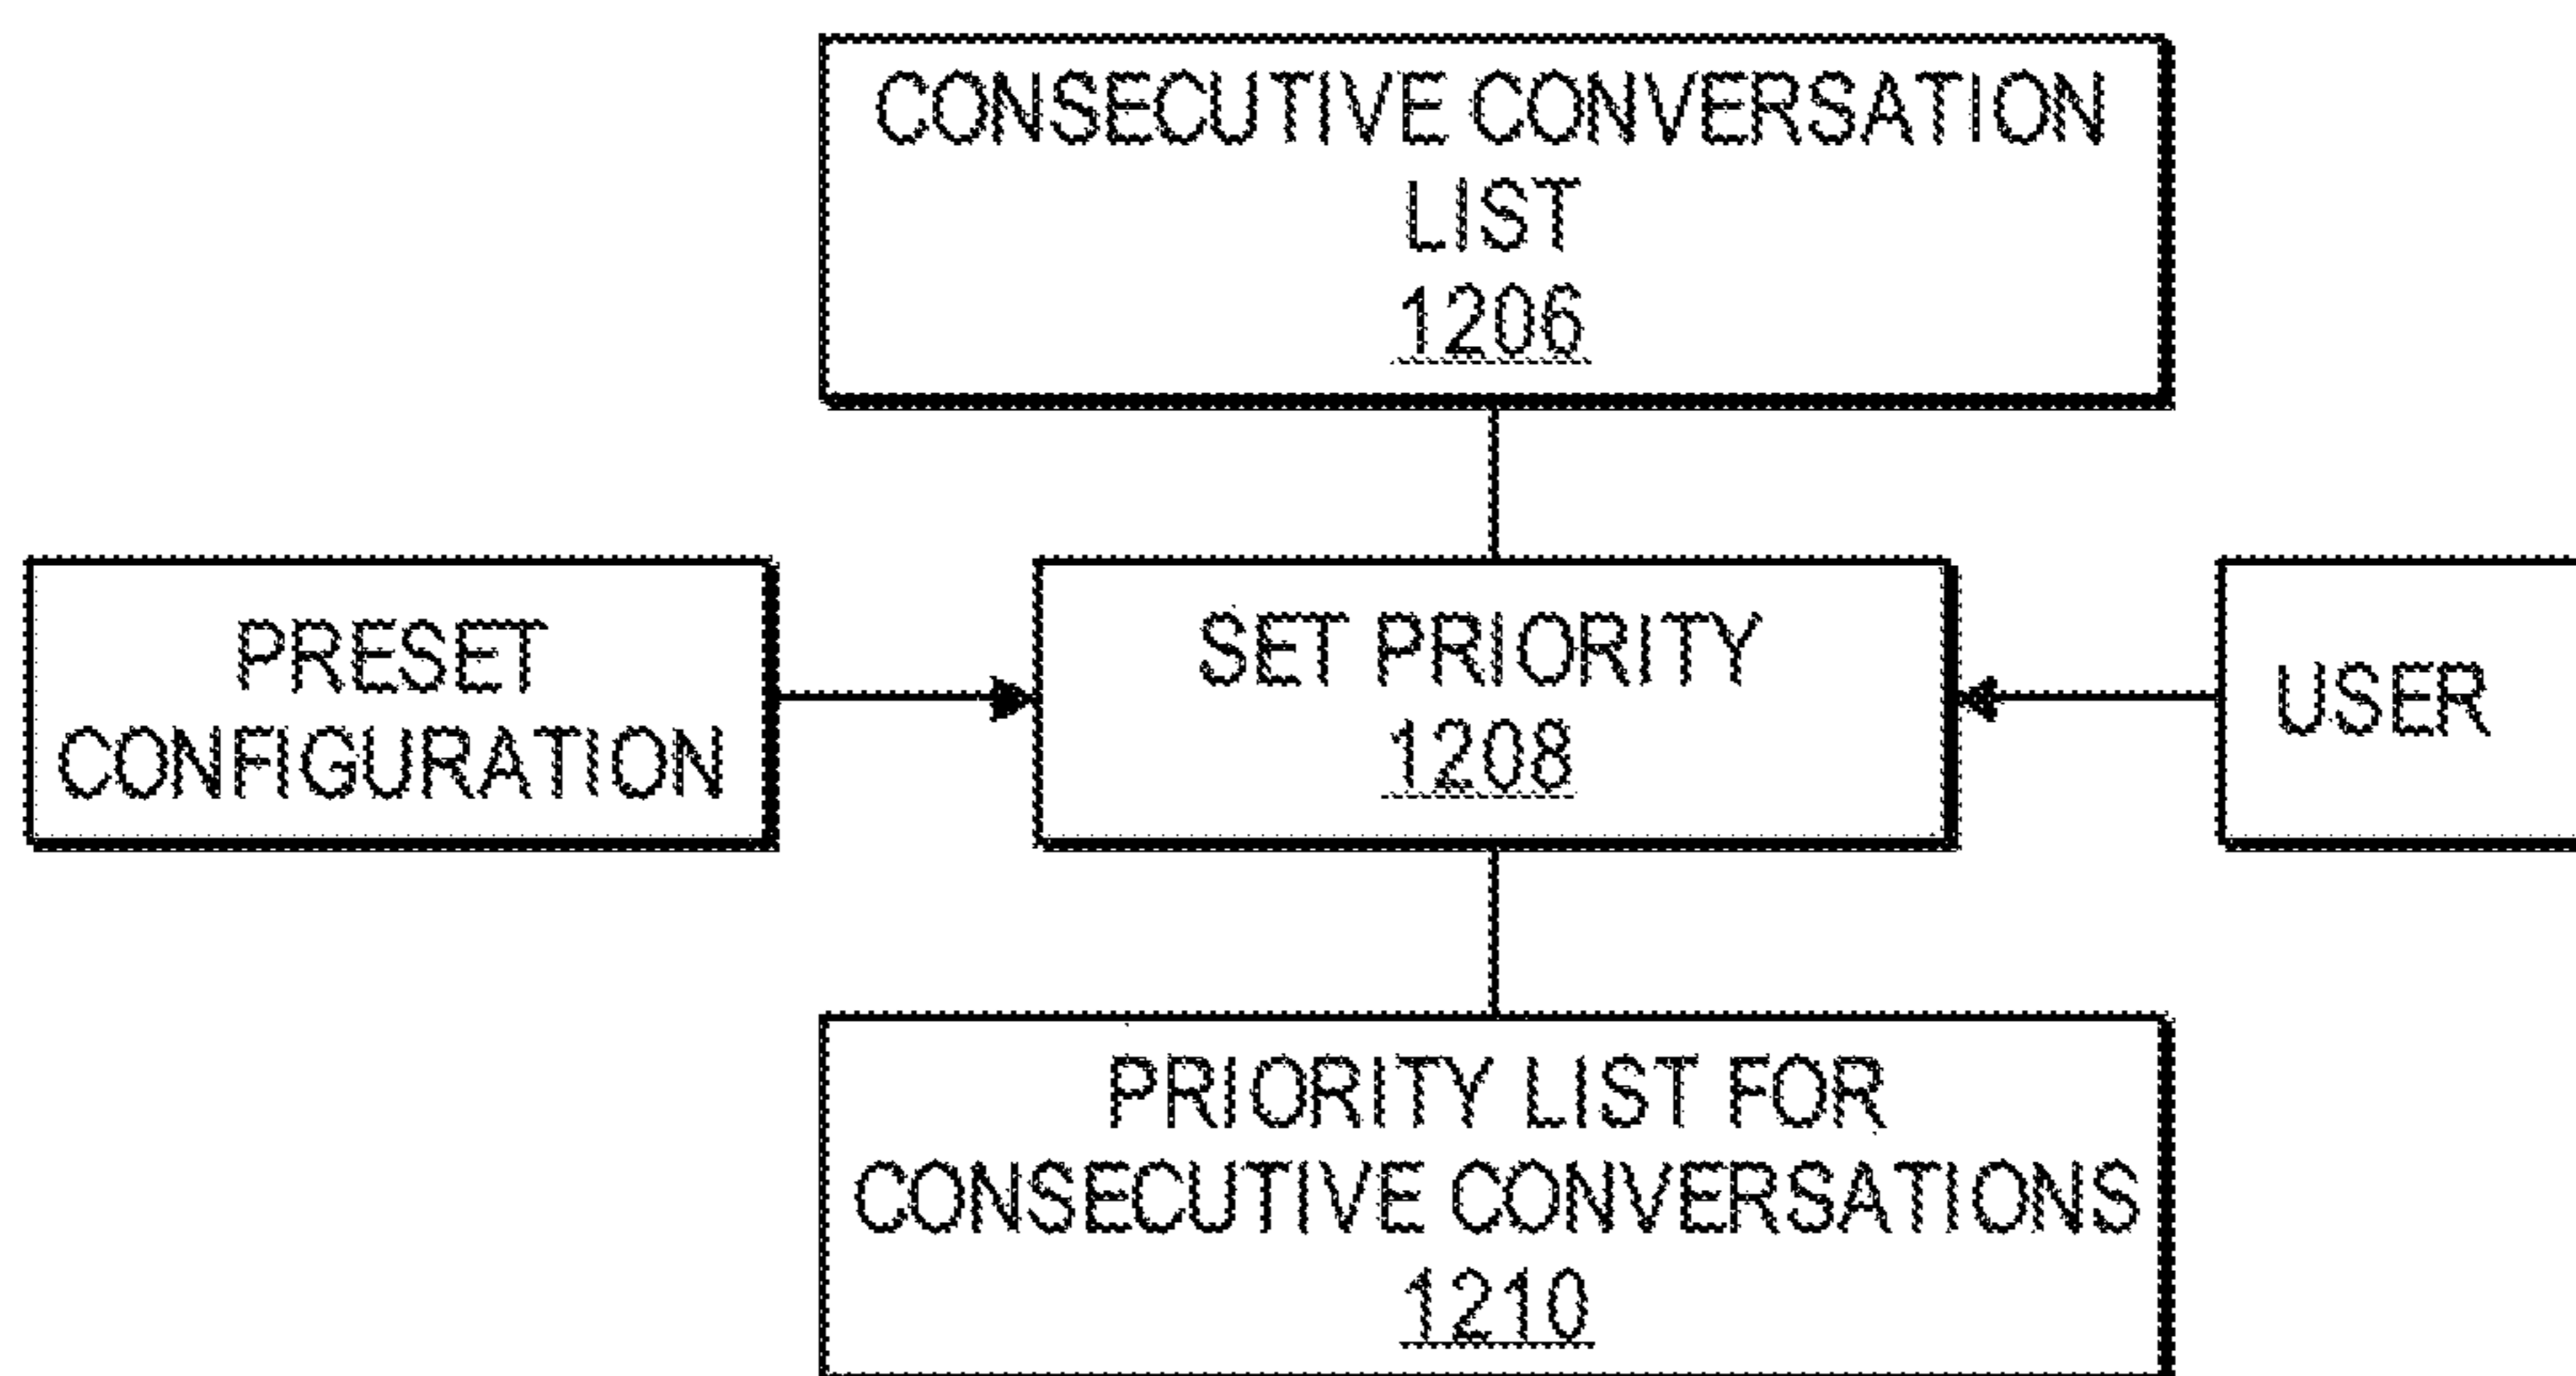 CONSECUTIVE CONVERSATION
LIST
1206
PRESET
CONFIGURATION
SET PRIORITY
1208
USER
PRIORITY LIST FOR
CONSECUTIVE CONVERSATIONS
1210